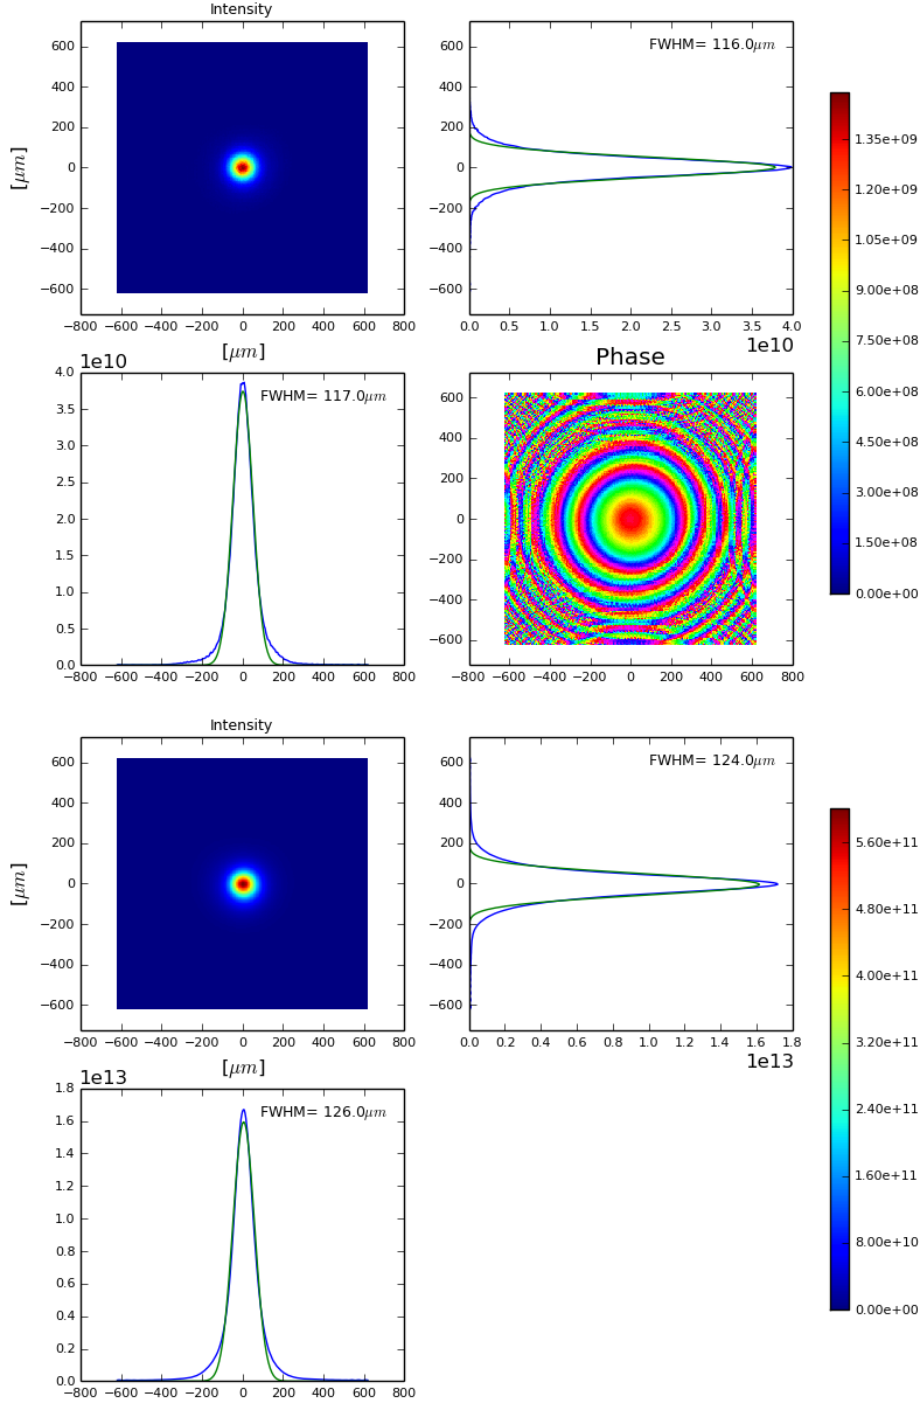 Intensity
600
400
200
0
−200
−400
−600
[μm]
−800 −600 −400 −200 0 200 400 600 800
[μm]
FWHM= 116.0μm
600
400
200
0
−200
−400
−600
0.0 0.5 1.0 1.5 2.0 2.5 3.0 3.5 4.0
1e10
1.35e+09
1.20e+09
1.05e+09
9.00e+08
7.50e+08
6.00e+08
4.50e+08
3.00e+08
1.50e+08
0.00e+00
1e10
FWHM= 117.0μm
4.0
3.5
3.0
2.5
2.0
1.5
1.0
0.5
0.0
−800 −600 −400 −200 0 200 400 600 800
Phase
600
400
200
0
−200
−400
−600
−800 −600 −400 −200 0 200 400 600 800
Intensity
600
400
200
0
−200
−400
−600
[μm]
−800 −600 −400 −200 0 200 400 600 800
[μm]
FWHM= 124.0μm
600
400
200
0
−200
−400
−600
0.0 0.2 0.4 0.6 0.8 1.0 1.2 1.4 1.6 1.8
1e13
5.60e+11
4.80e+11
4.00e+11
3.20e+11
2.40e+11
1.60e+11
8.00e+10
0.00e+00
1e13
FWHM= 126.0μm
1.8
1.6
1.4
1.2
1.0
0.8
0.6
0.4
0.2
0.0
−800 −600 −400 −200 0 200 400 600 800